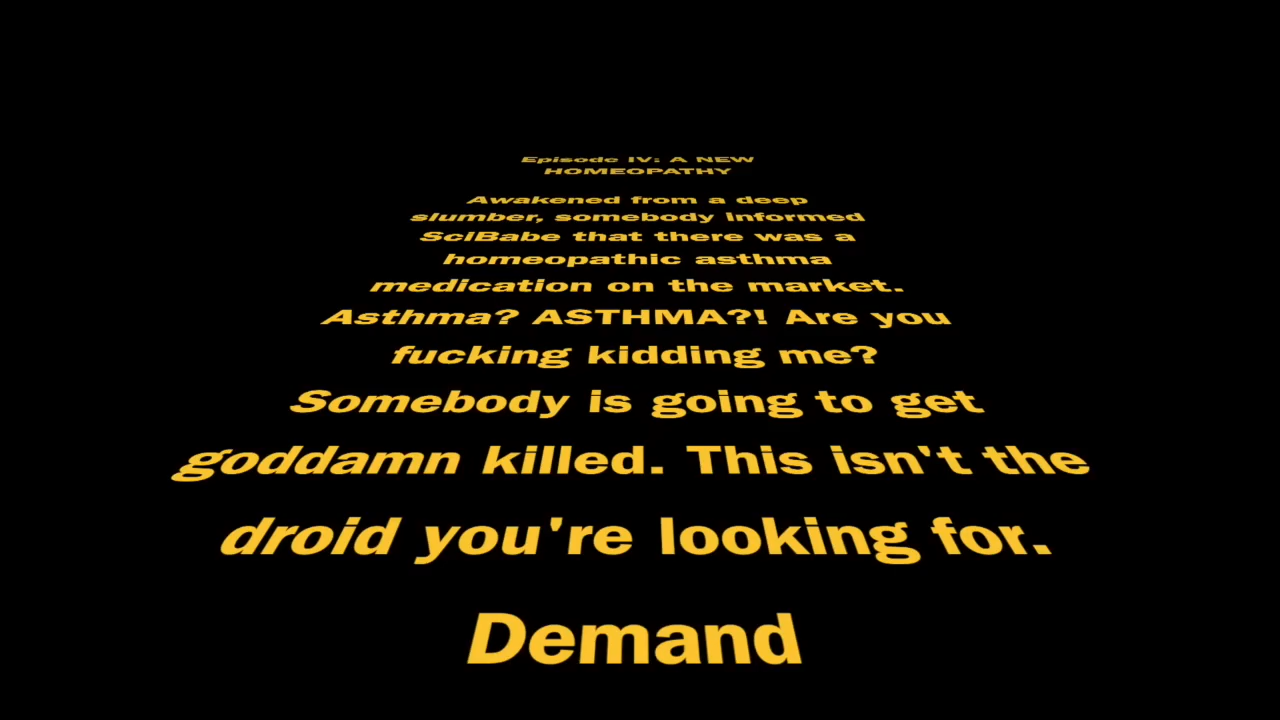 Episode IV: A NEW
HOMEOPATHY
Awakened from a deep
slumber, somebody informed
SciBabe that there was a
homeopathic asthma
medication on the market.
Asthma? ASTHMA?! Are you
fucking kidding me?
Somebody is going to get
goddamn killed. This isn't the
droid you're looking for.
Demand